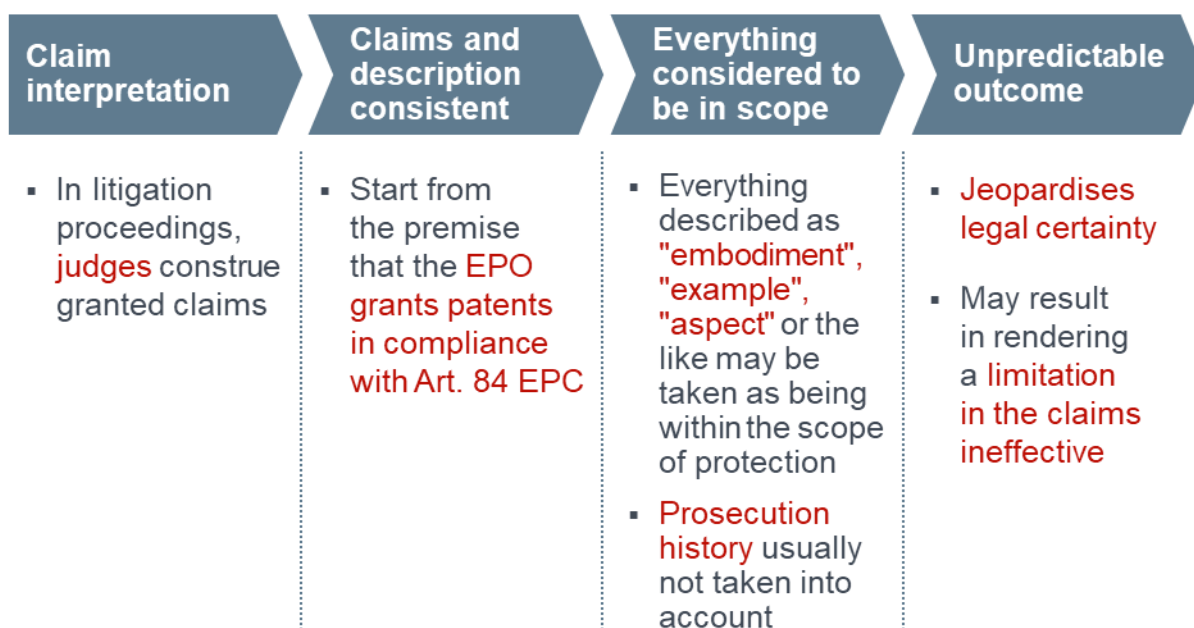 Claim
interpretation
Claims and
description
consistent
Everything
considered to
be in scope
Unpredictable
outcome
▪ In litigation
proceedings,
judges construe
granted claims
▪ Start from
the premise
that the EPO
grants patents
in compliance
with Art. 84 EPC
▪ Everything
described as
"embodiment",
"example",
"aspect" or the
like may be
taken as being
within the scope
of protection
▪ Prosecution
history usually
not taken into
account
▪ Jeopardises
legal certainty
▪ May result
in rendering
a limitation
in the claims
ineffective